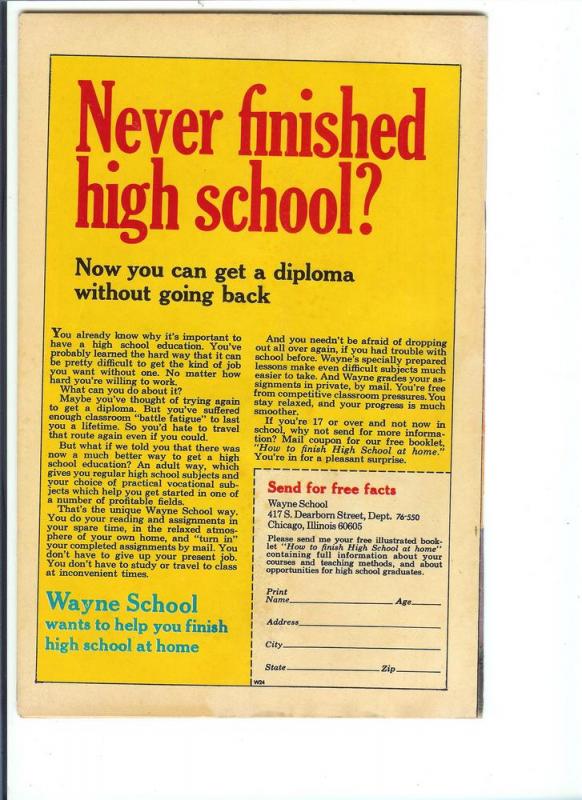 Never finished
high school?
Now you can get a diploma
without going back
You already know why it's important to
have a high school education. You've
probably learned the hard way that it can
be pretty difficult to get the kind of job
you want without one. No matter how
hard you're willing to work.
What can you do about it?
Maybe you've thought of trying again
to get a diploma. But you've suffered
enough classroom "battle fatigue" to last
you a lifetime. So you'd hate to travel
that route again even if you could.
But what if we told you that there was
now a much better way to get a high
school education? An adult way, which
gives you regular high school subjects and
your choice of practical vocational sub-
jects which help you get started in one of
a number of profitable fields.
That's the unique Wayne School way.
You do your reading and assignments in
your spare time, in the relaxed atmos-
phere of your own home, and "turn in"
your completed assignments by mail. You
don't have to give up your present job.
You don't have to study or travel to class
at inconvenient times.
Wayne School
wants to help you finish
high school at home
And you needn't be afraid of dropping
out all over again, if you had trouble with
school before. Wayne's specially prepared
lessons make even difficult subjects much
easier to take. And Wayne grades your as-
signments in private, by mail. You're free
from competitive classroom pressures. You
stay relaxed, and your progress is much
smoother.
If you're 17 or over and not now in
school, why not send for more informa-
tion? Mail coupon for our free booklet,
"How to finish High School at home."
You're in for a pleasant surprise.
Send for free facts
Wayne School
417 S. Dearborn Street, Dept. 76-550
Chicago, Illinois 60605
Please send me your free illustrated book-
let "How to finish High School at home"
containing full information about your
courses and teaching methods, and about
opportunities for high school graduates.
Print
Name Age
Address
City
State Zip
W24